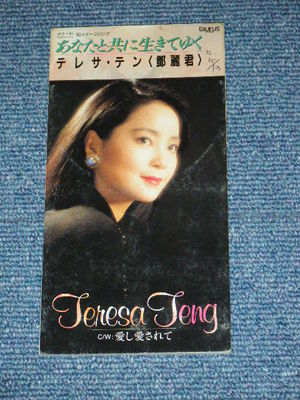 taurus
あなたと共に生きてゆく
テレサ・テン〈鄧麗君〉
Teresa Teng
C/W: 愛し愛されて